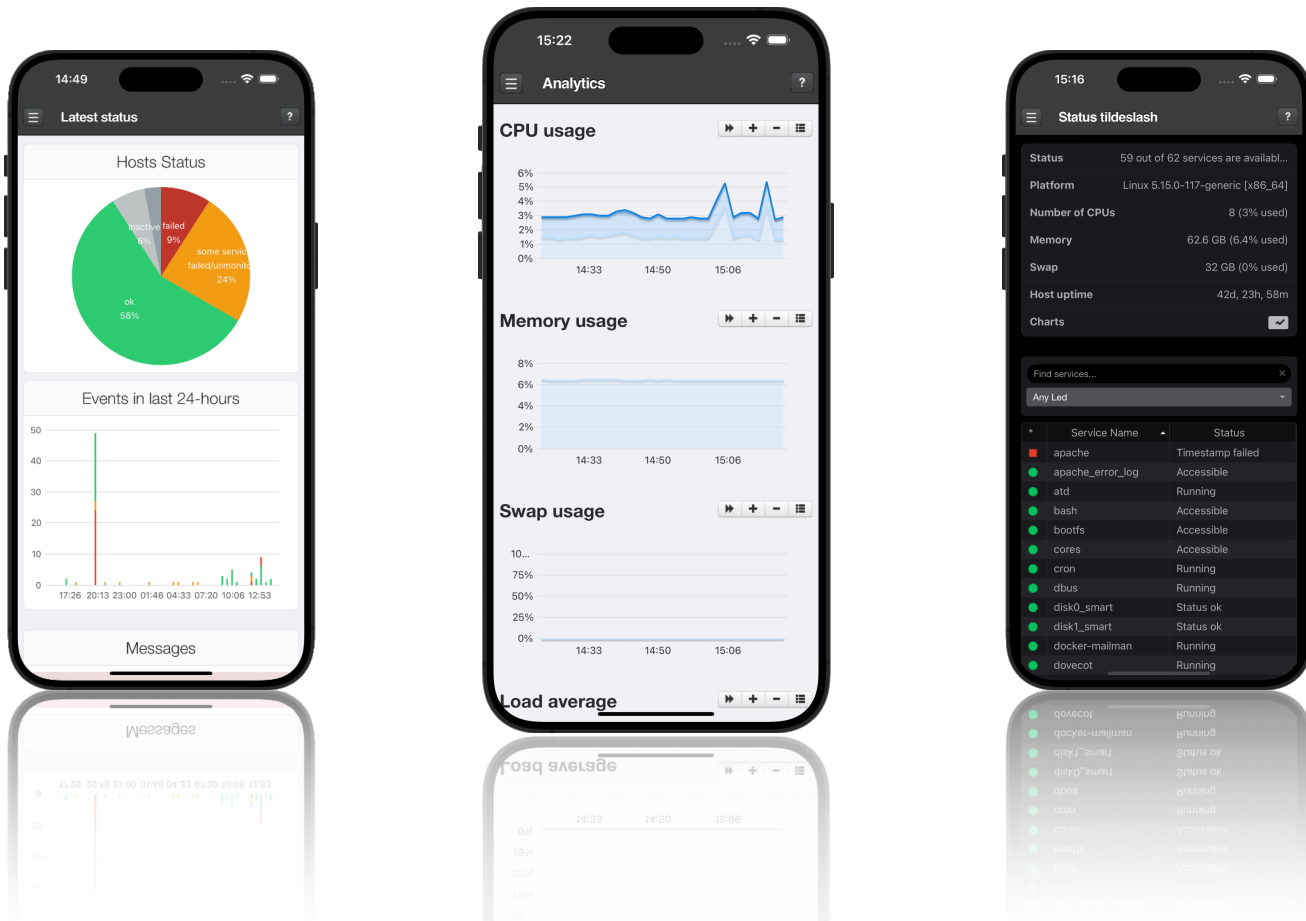 14:49
Latest status
?
Hosts Status
inactive
6%
failed
9%
some servic
failed/unmonito
24%
ok
58%
Events in last 24-hours
50
40
30
20
10
0
17:26 20:13 23:00 01:46 04:33 07:20 10:06 12:53
Messages
15:22
Analytics
?
CPU usage
6%
5%
4%
3%
2%
1%
0%
14:33 14:50 15:06
Memory usage
8%
6%
4%
2%
0%
14:33 14:50 15:06
Swap usage
10...
75%
50%
25%
0%
14:33 14:50 15:06
Load average
15:16
Status tildeslash
?
Status 59 out of 62 services are availabl...
Platform Linux 5.15.0-117-generic [x86_64]
Number of CPUs 8 (3% used)
Memory 62.6 GB (6.4% used)
Swap 32 GB (0% used)
Host uptime 42d, 23h, 58m
Charts
Find services...
Any Led
* Service Name Status
apache Timestamp failed
apache_error_log Accessible
atd Running
bash Accessible
bootfs Accessible
cores Accessible
cron Running
dbus Running
disk0_smart Status ok
disk1_smart Status ok
docker-mailman Running
dovecot Running